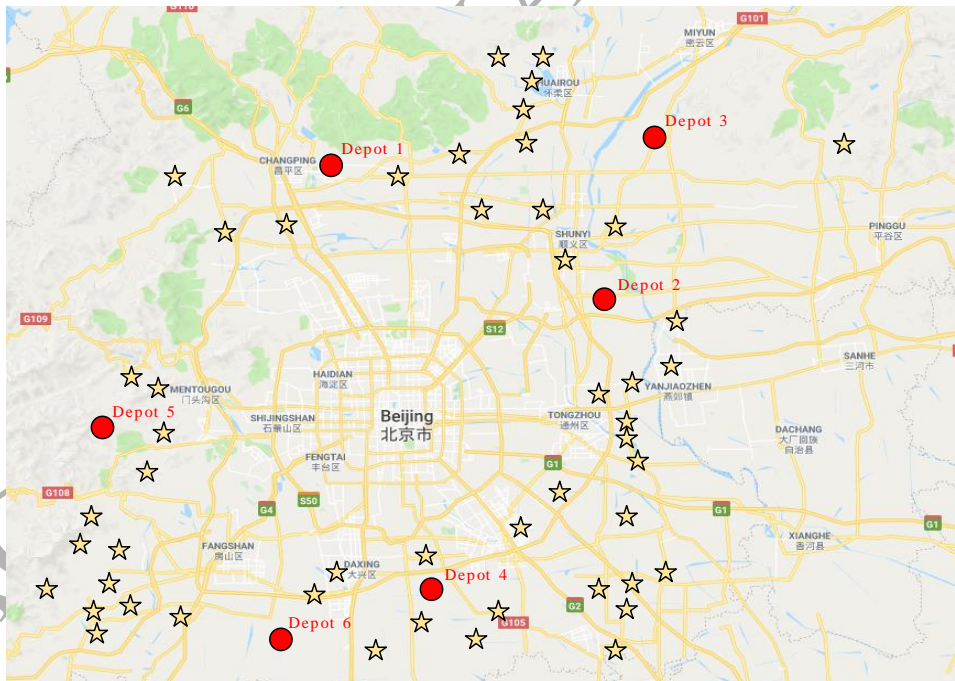 G110
G101
MIYUN
密云区
HUAIROU
怀柔区
G6
Depot 3
Depot 1
CHANGPING
昌平区
PINGGU
平谷区
SHUNYI
顺义区
Depot 2
G109
S12
SANHE
三河市
HAIDIAN
海淀区
YANJIAOZHEN
燕郊镇
MENTOUGOU
门头沟区
Depot 5
SHIJINGSHAN
石景山区
Beijing
北京市
TONGZHOU
通州区
DACHANG
大厂回族
自治县
FENGTAI
丰台区
G1
G108
S50
G4
G1
G1
XIANGHE
香河县
FANGSHAN
房山区
DAXING
大兴区
Depot 4
G2
G105
Depot 6